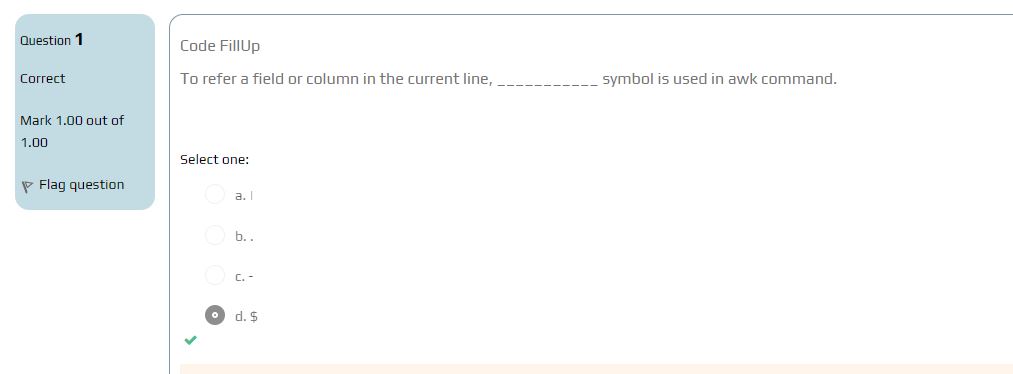 Question 1
Correct
Mark 1.00 out of
1.00
Flag question
Code FillUp
To refer a field or column in the current line, ___________ symbol is used in awk command.
Select one:
a. |
b. .
c. -
d. $